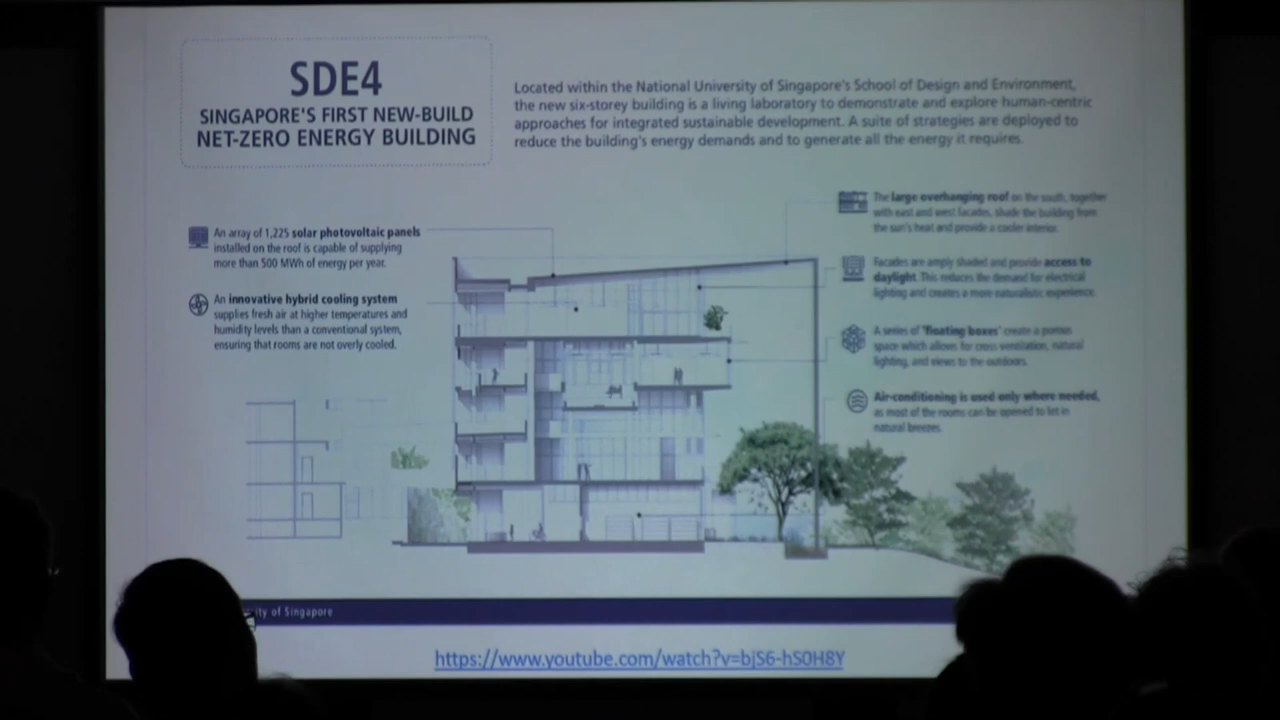 SDE4
SINGAPORE'S FIRST NEW-BUILD
NET-ZERO ENERGY BUILDING
Located within the National University of Singapore's School of Design and Environment,
the new six-storey building is a living laboratory to demonstrate and explore human-centric
approaches for integrated sustainable development. A suite of strategies are deployed to
reduce the building's energy demands and to generate all the energy it requires.
An array of 1,225 solar photovoltaic panels
installed on the roof is capable of supplying
more than 500 MWh of energy per year.
An innovative hybrid cooling system
supplies fresh air at higher temperatures and
humidity levels than a conventional system,
ensuring that rooms are not overly cooled.
The large overhanging roof on the south, together
with east and west facades, shade the building from
the sun's heat and provide a cooler interior.
Facades are amply shaded and provide access to
daylight. This reduces the demand for electrical
lighting and creates a more naturalistic experience.
A series of "floating boxes" create a porous
space which allows for cross ventilation, natural
lighting, and views to the outdoors.
Air-conditioning is used only where needed,
as most of the rooms can be opened to let in
natural breezes.
ity of Singapore
https://www.youtube.com/watch?v=bjS6-hS0H8Y